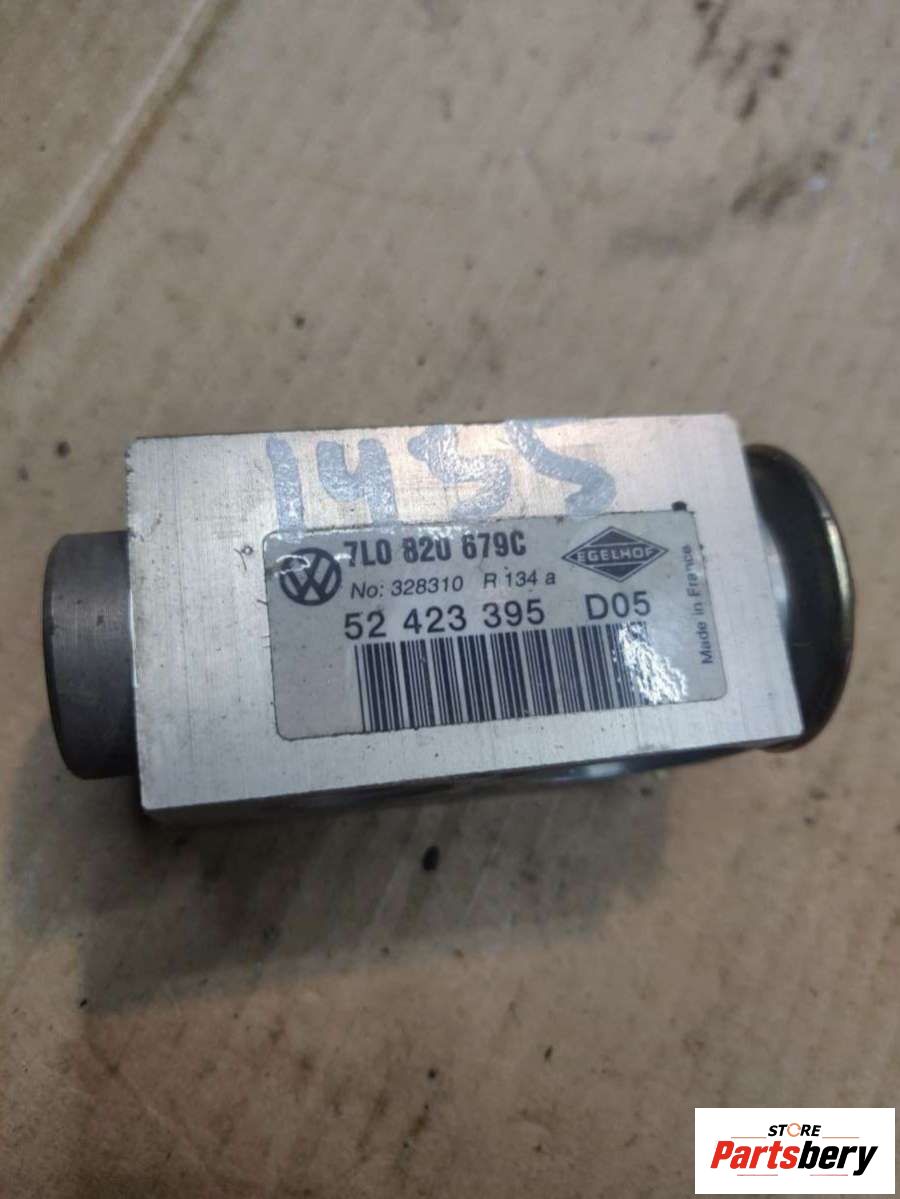 1455
7L0 820 679C
EGELHOF
No: 328310 R 134 a
52 423 395 D05
Made in France
STORE
Partsbery